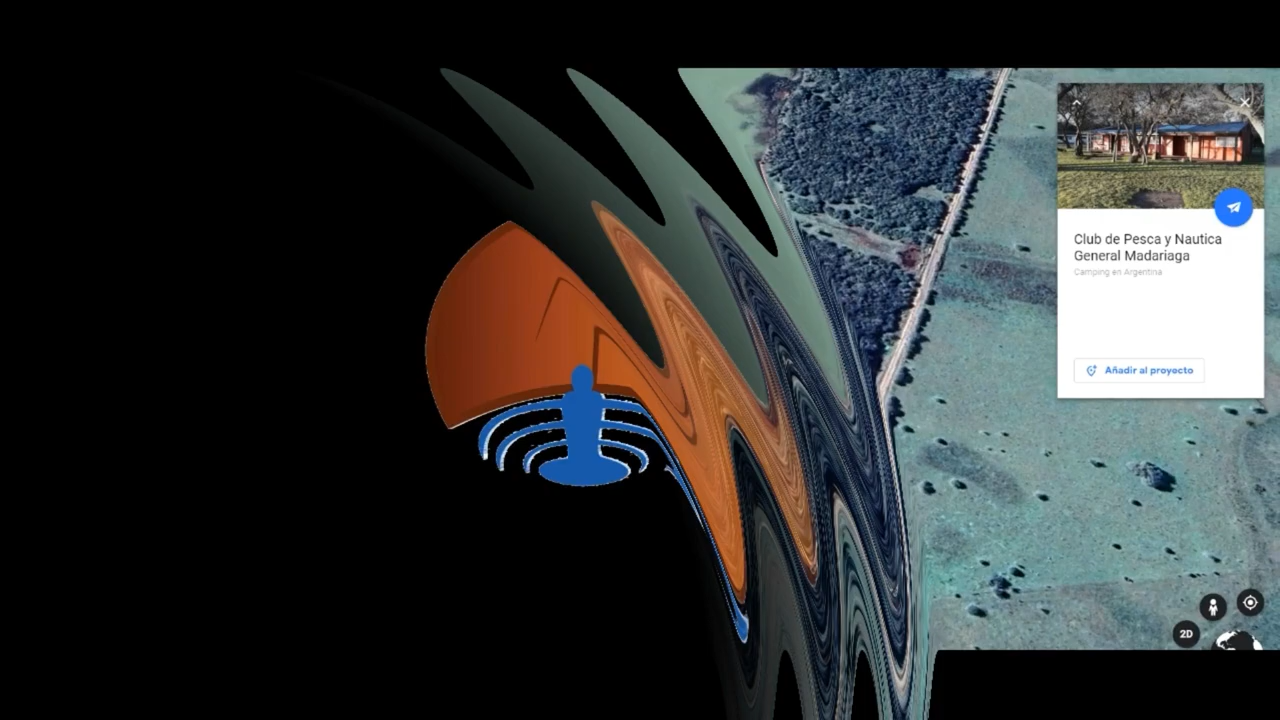 Club de Pesca y Nautica
General Madariaga
Camping en Argentina
Añadir al proyecto
2D